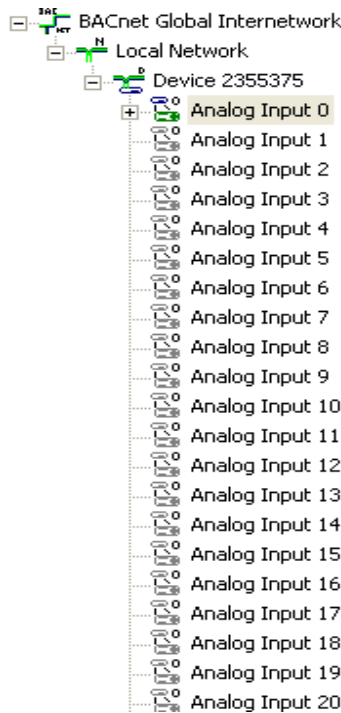 BACnet Global Internetwork
Local Network
Device 2355375
Analog Input 0
Analog Input 1
Analog Input 2
Analog Input 3
Analog Input 4
Analog Input 5
Analog Input 6
Analog Input 7
Analog Input 8
Analog Input 9
Analog Input 10
Analog Input 11
Analog Input 12
Analog Input 13
Analog Input 14
Analog Input 15
Analog Input 16
Analog Input 17
Analog Input 18
Analog Input 19
Analog Input 20